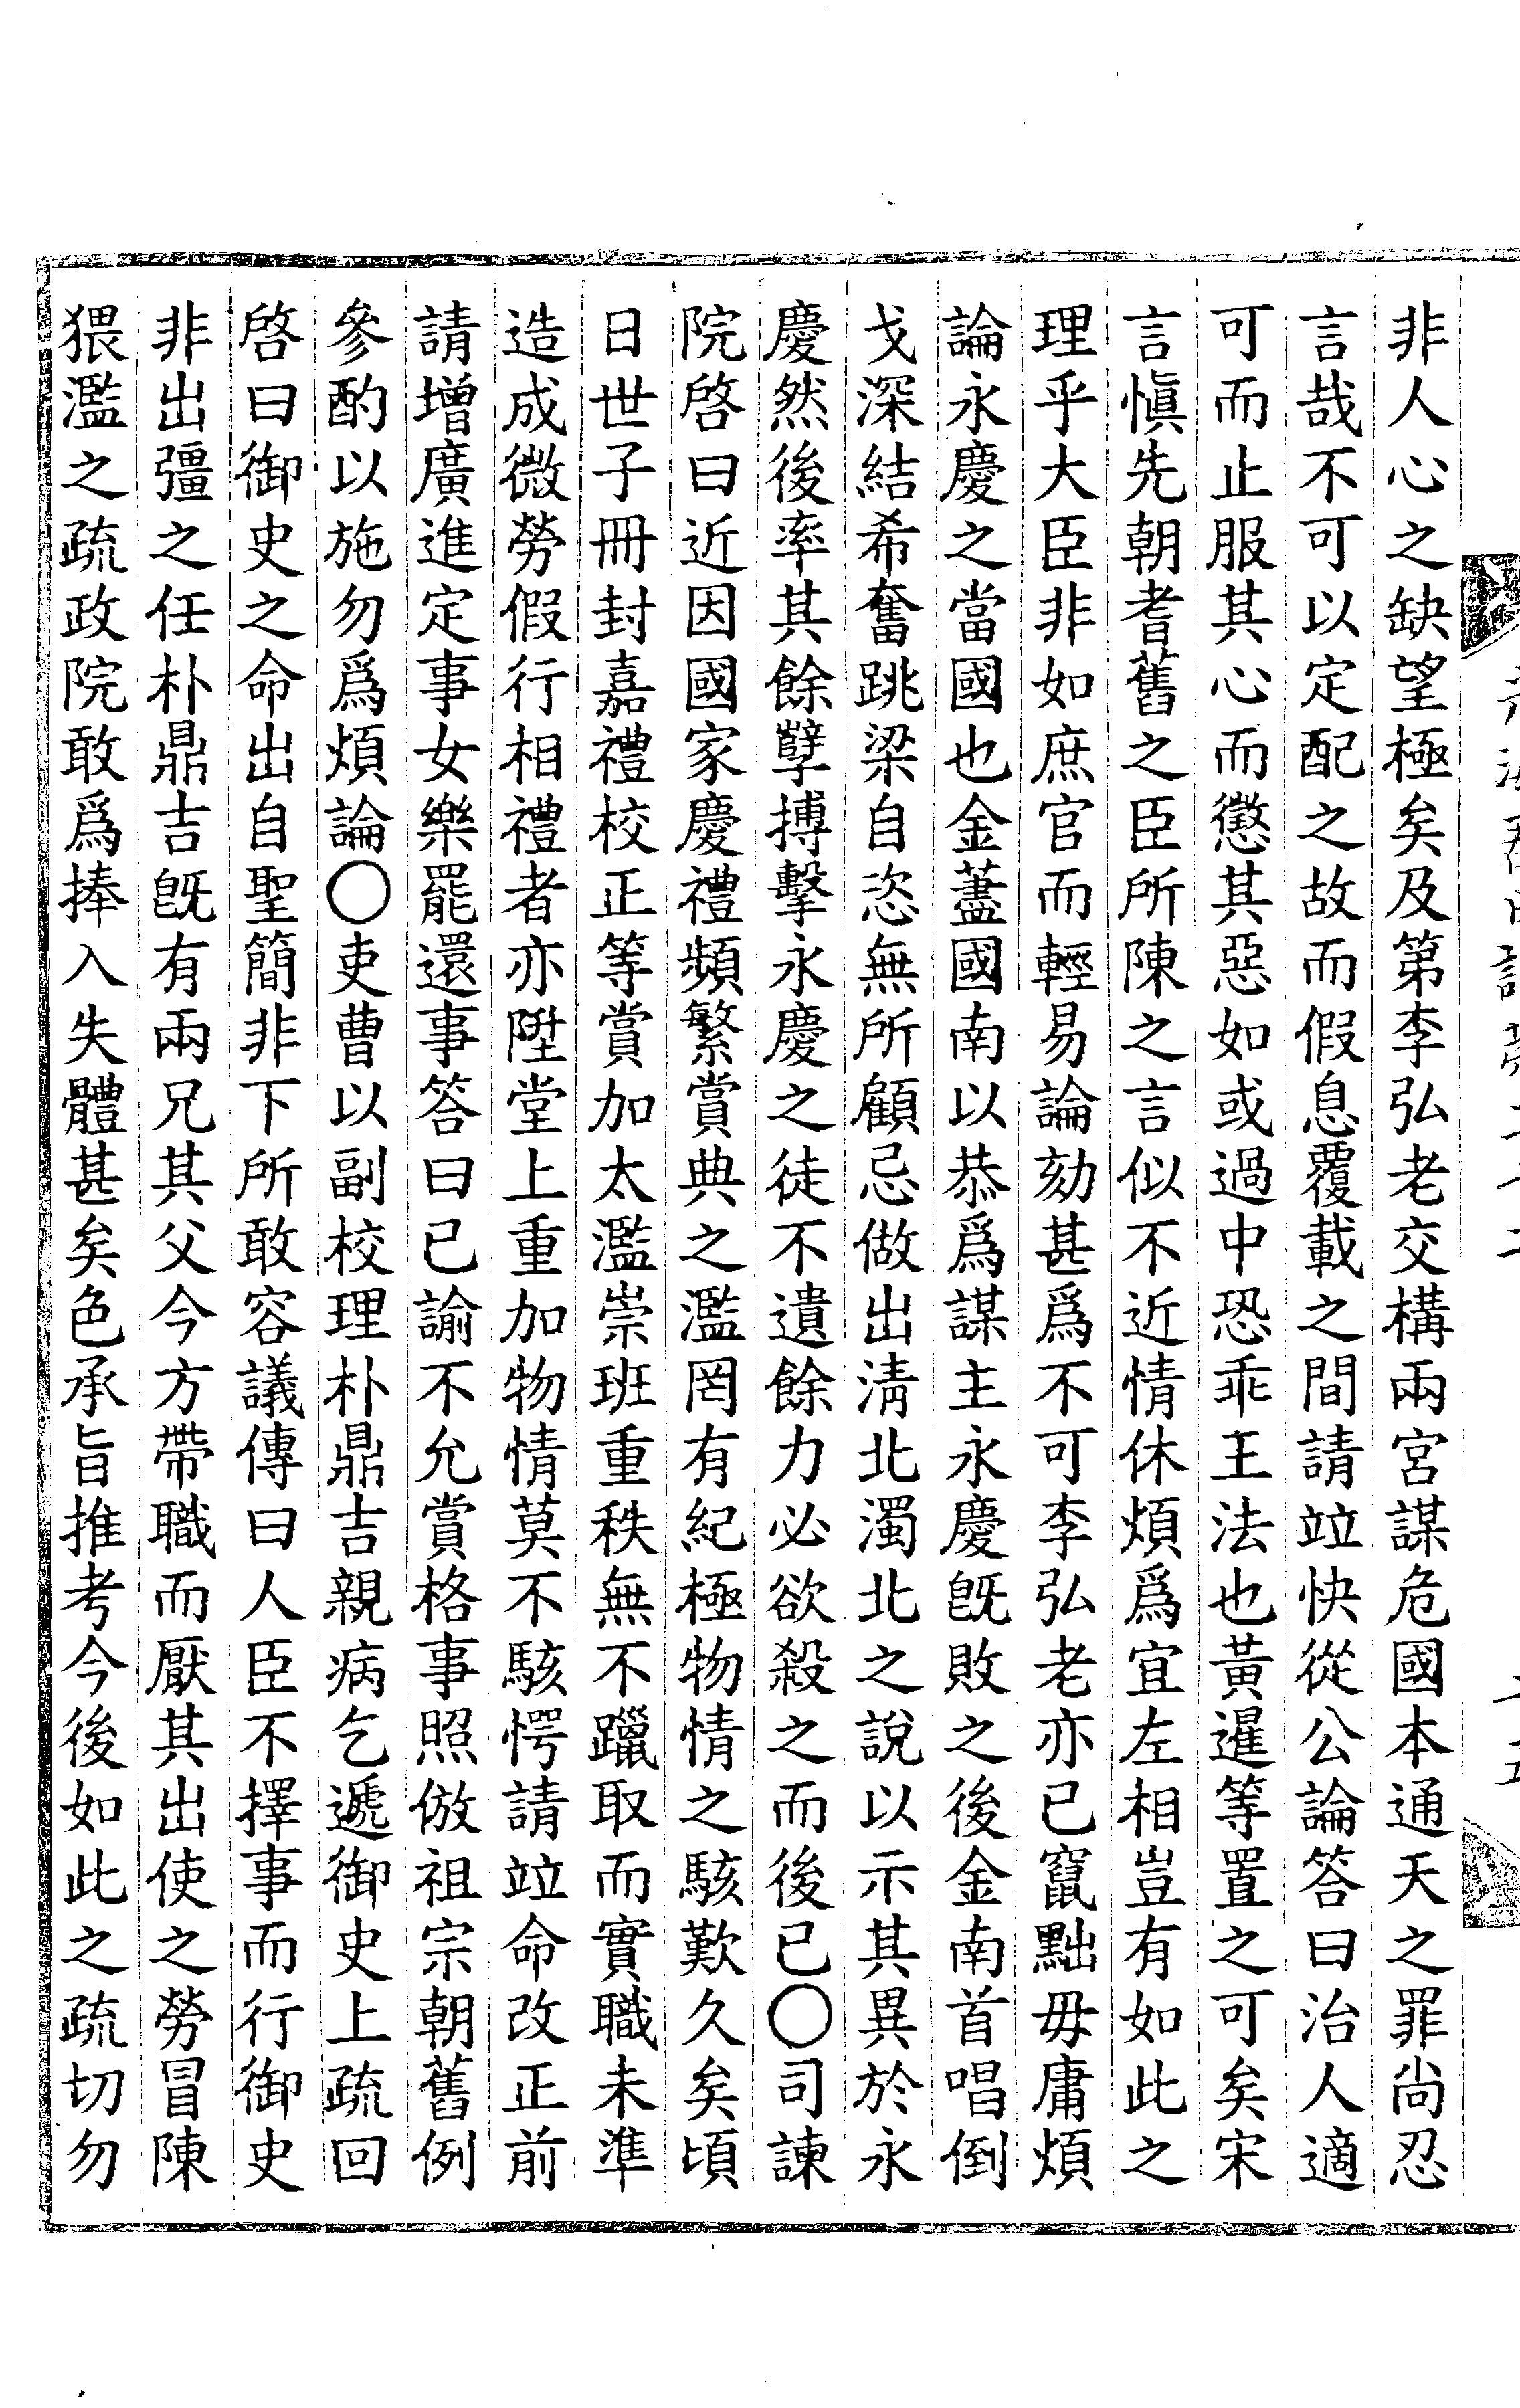 非人心之缺望極矣及第李弘老交構兩宮謀危國本通天之罪尙忍
言哉不可以定配之故而假息覆載之間請竝快從公論答曰治人適
可而止服其心而懲其惡如或過中恐乖王法也黃暹等置之可矣宋
言愼先朝耆舊之臣所陳之言似不近情休煩爲宜左相豈有如此之
理乎大臣非如庶官而輕易論劾甚爲不可李弘老亦已竄黜毋庸煩
論永慶之當國也金藎國南以恭爲謀主永慶旣敗之後金南首唱倒
戈深結希奮跳梁自恣無所顧忌做出淸北濁北之說以示其異於永
慶然後率其餘孼搏擊永慶之徒不遺餘力必欲殺之而後已○司諫
院啓曰近因國家慶禮頻繁賞典之濫罔有紀極物情之駭歎久矣頃
日世子冊封嘉禮校正等賞加太濫崇班重秩無不躐取而實職未準
造成微勞假行相禮者亦陞堂上重加物情莫不駭愕請竝命改正前
請增廣進定事女樂罷還事答曰已諭不允賞格事照倣祖宗朝舊例
參酌以施勿爲煩論○吏曹以副校理朴鼎吉親病乞遞御史上疏回
啓曰御史之命出自聖簡非下所敢容議傳曰人臣不擇事而行御史
非出彊之任朴鼎吉旣有兩兄其父今方帶職而厭其出使之勞冒陳
猥濫之疏政院敢爲捧入失體甚矣色承旨推考今後如此之疏切勿